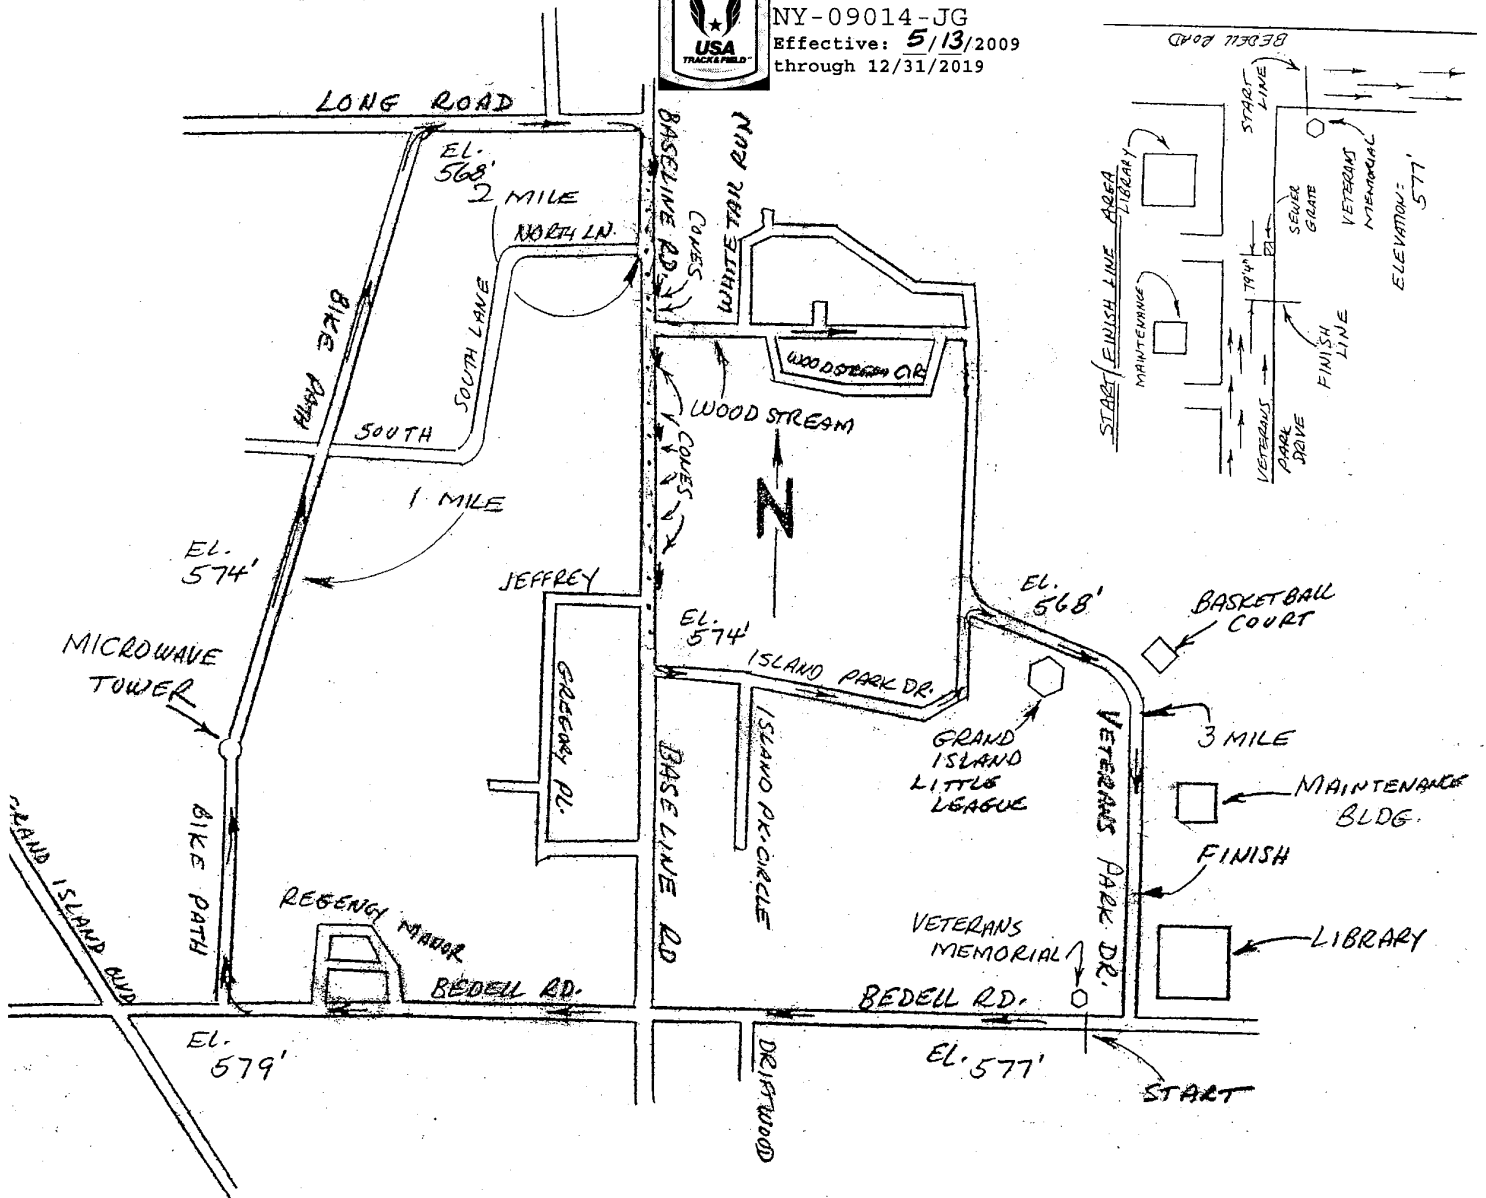 USA
TRACK & FIELD
NY-09014-JG
Effective: 5/13/2009
through 12/31/2019
LONG ROAD
EL.
568'
2 MILE
NORTH LN.
SOUTH LANE
BIKE PATH
SOUTH
1 MILE
EL.
574'
MICROWAVE
TOWER
BIKE PATH
BASELINE RD.
CONES
WHITETAIL RUN
WOODSTREAM CIR.
WOODSTREAM
CONES
N
JEFFREY
GREGORY PL.
EL.
574'
ISLAND PARK DR.
ISLAND PK. CIRCLE
BASELINE RD
EL.
568'
BASKETBALL
COURT
GRAND
ISLAND
LITTLE
LEAGUE
3 MILE
VETERANS PARK DR.
MAINTENANCE
BLDG.
FINISH
LIBRARY
VETERANS
MEMORIAL
REGENCY MANOR
BEDELL RD.
BEDELL RD.
ISLAND BLVD
EL.
579'
EL. 577'
START
DRIFTWOOD
BEDELL ROAD
START/FINISH LINE AREA
LIBRARY
START
LINE
VETERANS
MEMORIAL
SEWER
GRATE
ELEVATION=
577'
MAINTENANCE
79'4"
FINISH
LINE
VETERANS
PARK
DRIVE